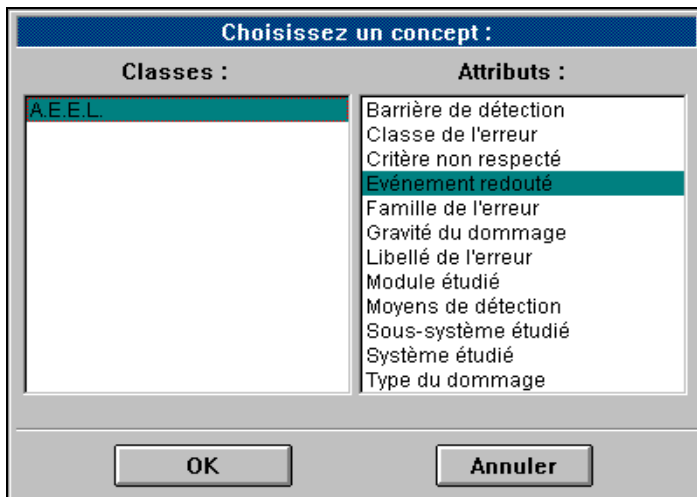 Choisissez un concept :
Classes :
Attributs :
A.E.E.L.
Barrière de détection
Classe de l'erreur
Critère non respecté
Evénement redouté
Famille de l'erreur
Gravité du dommage
Libellé de l'erreur
Module étudié
Moyens de détection
Sous-système étudié
Système étudié
Type du dommage
OK
Annuler